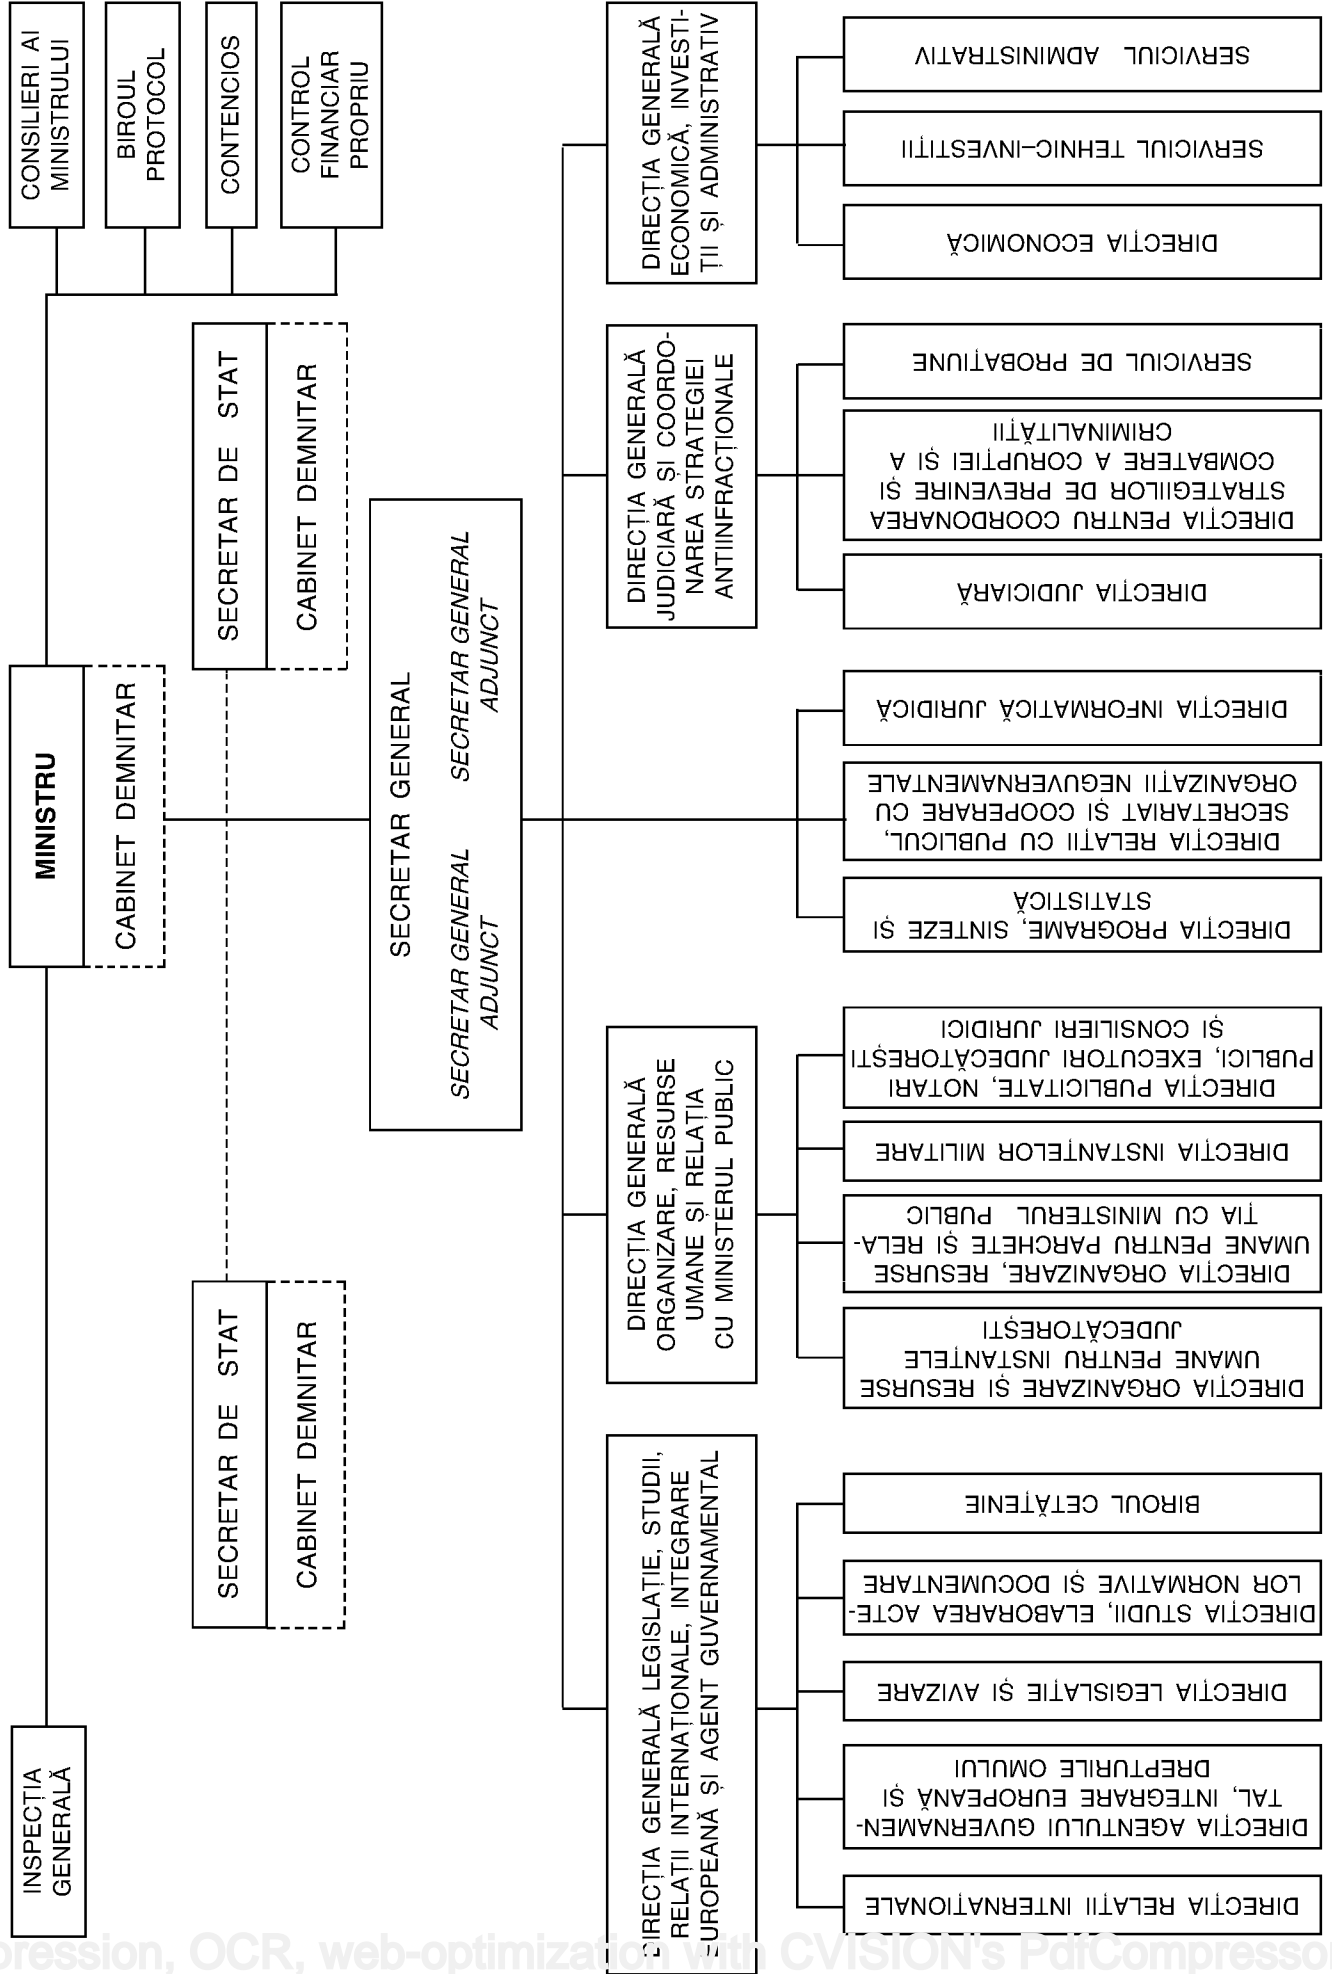 INSPECȚIA
GENERALĂ
MINISTRU
CABINET DEMNITAR
CONSILIERI AI
MINISTRULUI
BIROUL
PROTOCOL
CONTENCIOS
CONTROL
FINANCIAR
PROPRIU
SECRETAR DE STAT
CABINET DEMNITAR
SECRETAR DE STAT
CABINET DEMNITAR
SECRETAR GENERAL
SECRETAR GENERAL
ADJUNCT
SECRETAR GENERAL
ADJUNCT
DIRECȚIA GENERALĂ LEGISLAȚIE, STUDII,
RELAȚII INTERNAȚIONALE, INTEGRARE
EUROPEANĂ ȘI AGENT GUVERNAMENTAL
DIRECȚIA RELAȚII INTERNAȚIONALE
DIRECȚIA AGENTULUI GUVERNAMEN-
TAL, INTEGRARE EUROPEANĂ ȘI
DREPTURILE OMULUI
DIRECȚIA LEGISLAȚIE ȘI AVIZARE
DIRECȚIA STUDII, ELABORAREA ACTE-
LOR NORMATIVE ȘI DOCUMENTARE
BIROUL CETĂȚENIE
DIRECȚIA GENERALĂ
ORGANIZARE, RESURSE
UMANE ȘI RELAȚIA
CU MINISTERUL PUBLIC
DIRECȚIA ORGANIZARE ȘI RESURSE
UMANE PENTRU INSTANȚELE
JUDECĂTOREȘTI
DIRECȚIA ORGANIZARE, RESURSE
UMANE PENTRU PARCHETE ȘI RELA-
ȚIA CU MINISTERUL PUBLIC
DIRECȚIA INSTANȚELOR MILITARE
DIRECȚIA PUBLICITATE, NOTARI
PUBLICI, EXECUTORI JUDECĂTOREȘTI
ȘI CONSILIERI JURIDICI
DIRECȚIA PROGRAME, SINTEZE ȘI
STATISTICĂ
DIRECȚIA RELAȚII CU PUBLICUL,
SECRETARIAT ȘI COOPERARE CU
ORGANIZAȚII NEGUVERNAMENTALE
DIRECȚIA INFORMATICĂ JURIDICĂ
DIRECȚIA GENERALĂ
JUDICIARĂ ȘI COORDO-
NAREA STRATEGIEI
ANTIINFRACȚIONALE
DIRECȚIA JUDICIARĂ
DIRECȚIA PENTRU COORDONAREA
STRATEGIILOR DE PREVENIRE ȘI
COMBATERE A CORUPȚIEI ȘI A
CRIMINALITĂȚII
SERVICIUL DE PROBAȚIUNE
DIRECȚIA GENERALĂ
ECONOMICĂ, INVESTI-
ȚII ȘI ADMINISTRATIV
DIRECȚIA ECONOMICĂ
SERVICIUL TEHNIC–INVESTIȚII
SERVICIUL ADMINISTRATIV
pression, OCR, web-optimization with CVISION's PdfCompressor